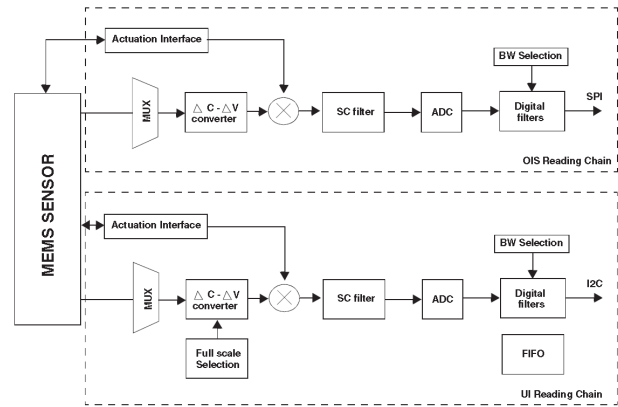 MEMS SENSOR
Actuation Interface
MUX
△ C - △V
converter
SC filter
ADC
BW Selection
Digital
filters
SPI
OIS Reading Chain
Actuation Interface
MUX
△ C - △V
converter
Full scale
Selection
SC filter
ADC
BW Selection
Digital
filters
I2C
FIFO
UI Reading Chain